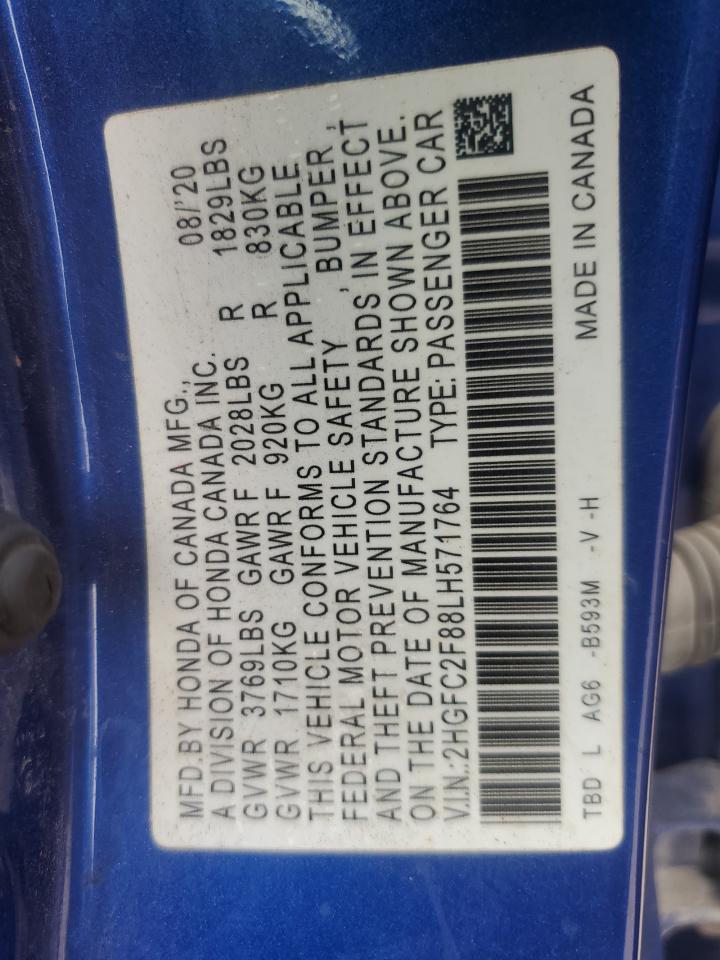 MFD.BY HONDA OF CANADA MFG., 08/'20
A DIVISION OF HONDA CANADA INC.
GVWR 3769LBS GAWR F 2028LBS R 1829LBS
GVWR 1710KG GAWR F 920KG R 830KG
THIS VEHICLE CONFORMS TO ALL APPLICABLE
FEDERAL MOTOR VEHICLE SAFETY , BUMPER ,
AND THEFT PREVENTION STANDARDS IN EFFECT
ON THE DATE OF MANUFACTURE SHOWN ABOVE.
V.I.N.:2HGFC2F88LH571764 TYPE: PASSENGER CAR
TBD L AG6 -B593M -V -H MADE IN CANADA